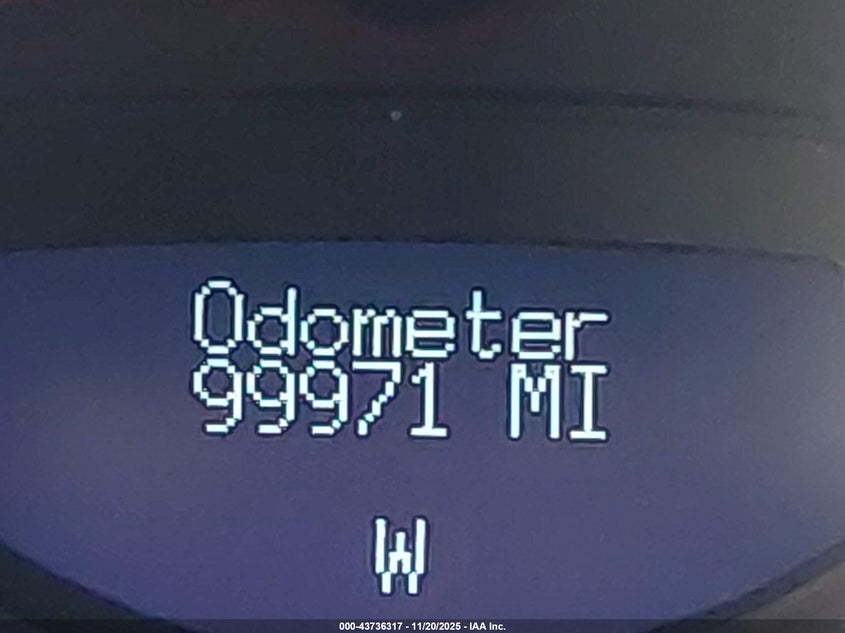 Odometer
99971 MI
W
000-43736317 - 11/20/2025 - IAA Inc.